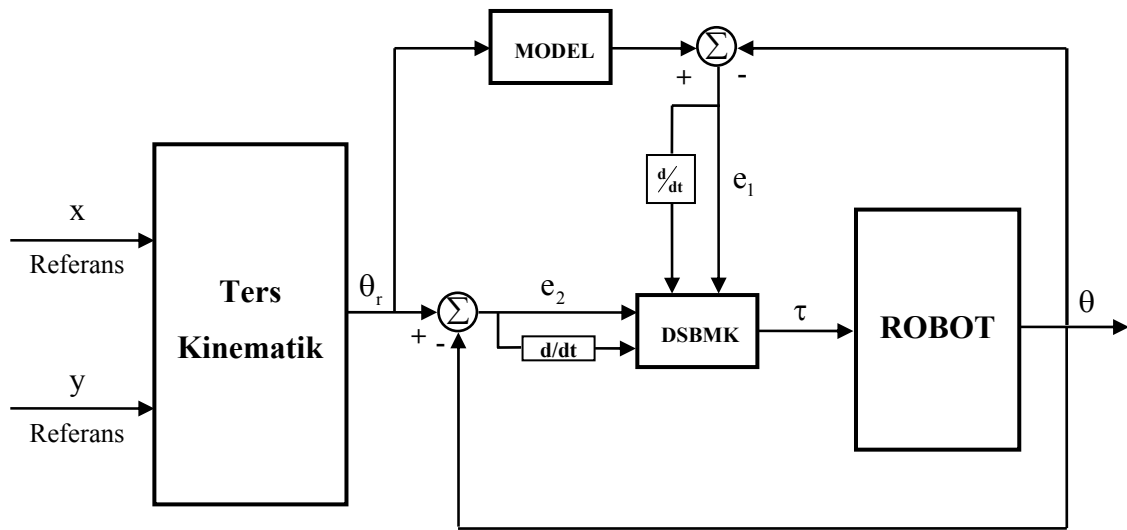 MODEL
Σ
+
-
d/dt
e₁
x
Referans
Ters
Kinematik
y
Referans
θᵣ
Σ
+
-
e₂
d/dt
DSBMK
τ
ROBOT
θ